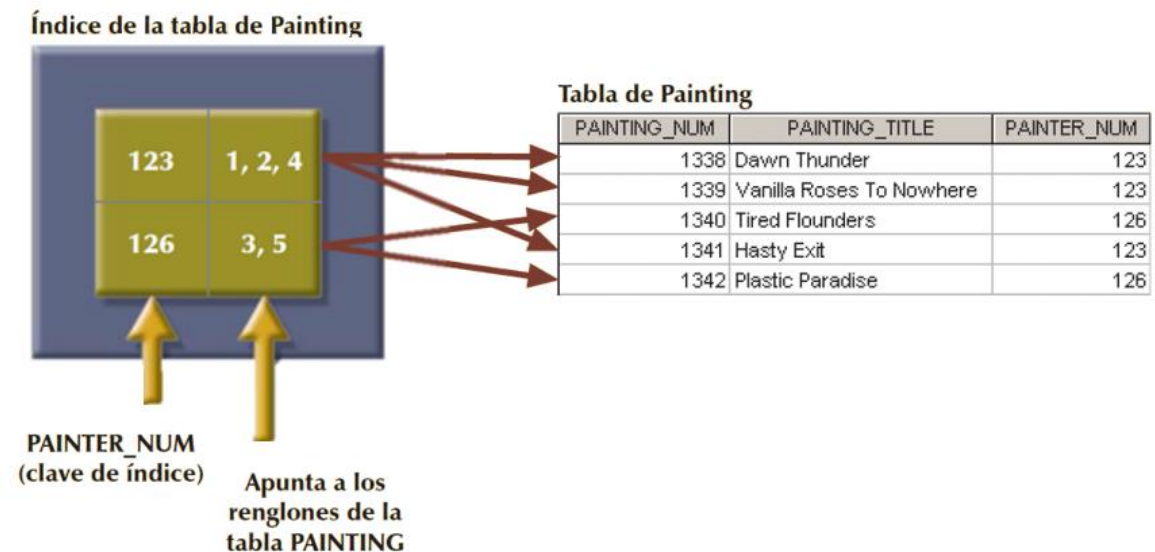 Índice de la tabla de Painting
123 1, 2, 4
126 3, 5
PAINTER_NUM
(clave de índice)
Apunta a los
renglones de la
tabla PAINTING
Tabla de Painting
PAINTING_NUM PAINTING_TITLE PAINTER_NUM
1338 Dawn Thunder 123
1339 Vanilla Roses To Nowhere 123
1340 Tired Flounders 126
1341 Hasty Exit 123
1342 Plastic Paradise 126